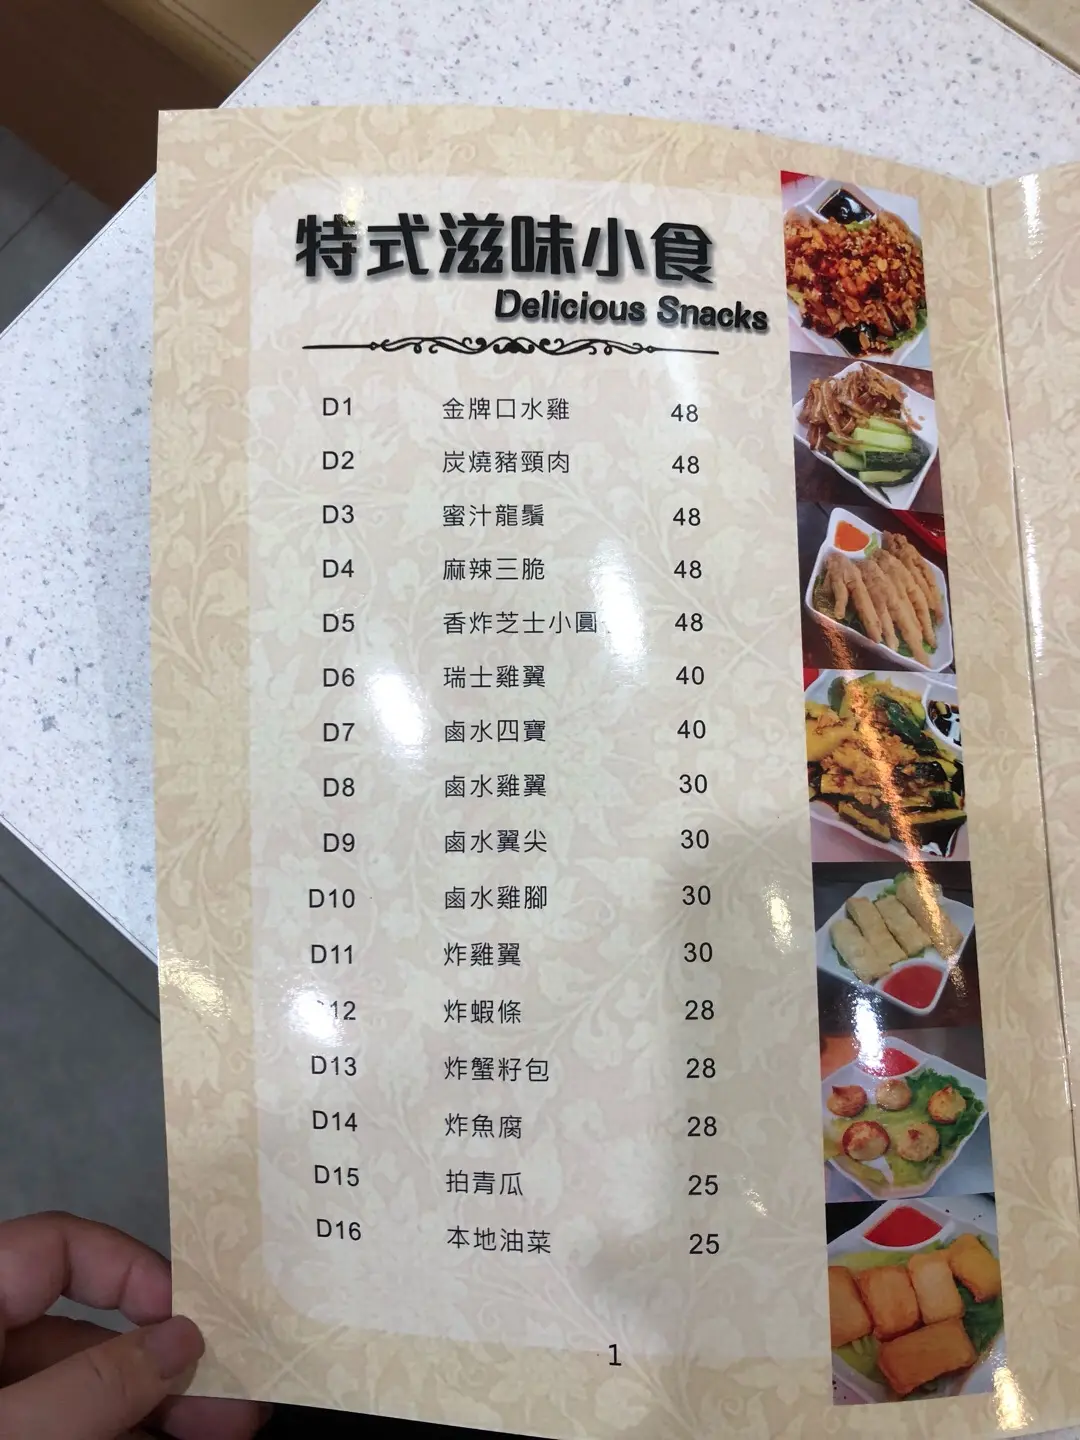 特式滋味小食
Delicious Snacks
D1 金牌口水雞 48
D2 炭燒豬頸肉 48
D3 蜜汁龍鬚 48
D4 麻辣三脆 48
D5 香炸芝士小圓 48
D6 瑞士雞翼 40
D7 鹵水四寶 40
D8 鹵水雞翼 30
D9 鹵水翼尖 30
D10 鹵水雞腳 30
D11 炸雞翼 30
12 炸蝦條 28
D13 炸蟹籽包 28
D14 炸魚腐 28
D15 拍青瓜 25
D16 本地油菜 25
1